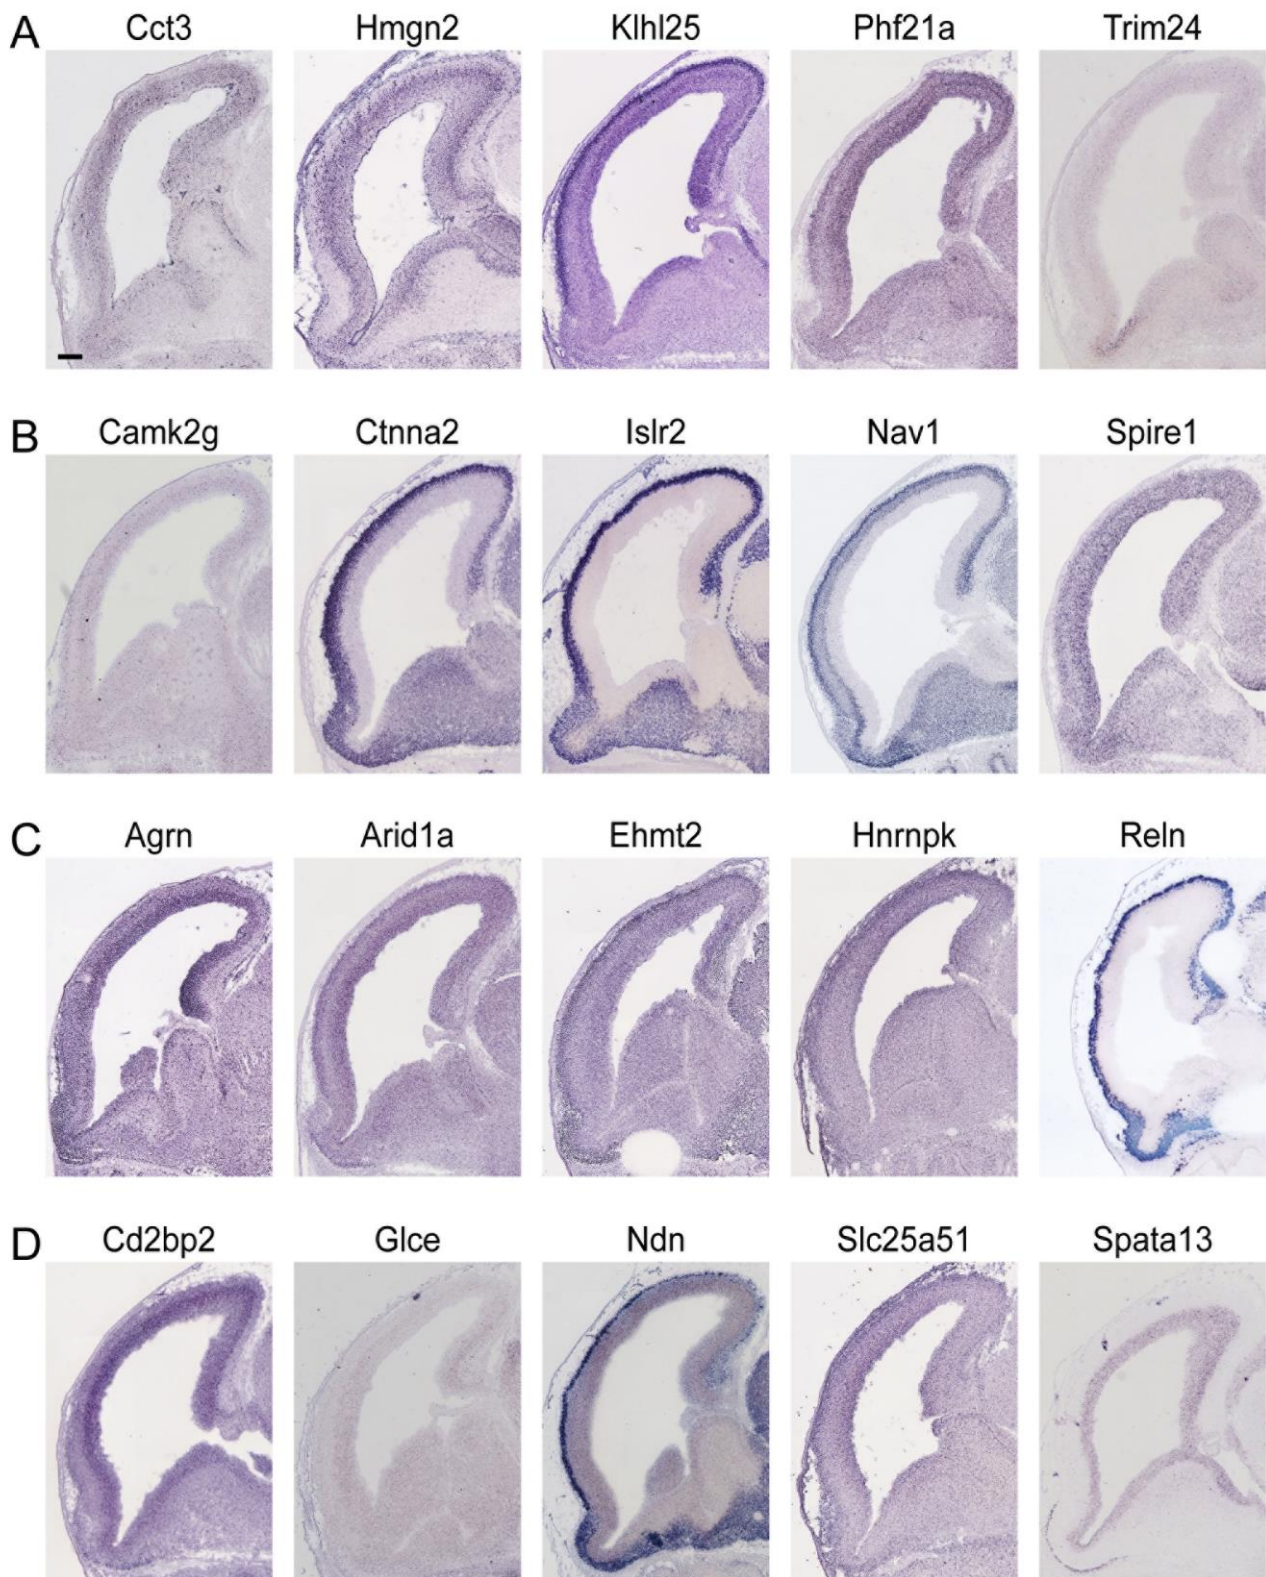 A Cct3 Hmgn2 Klhl25 Phf21a Trim24
B Camk2g Ctnna2 Islr2 Nav1 Spire1
C Agrn Arid1a Ehmt2 Hnrnpk Reln
D Cd2bp2 Glce Ndn Slc25a51 Spata13